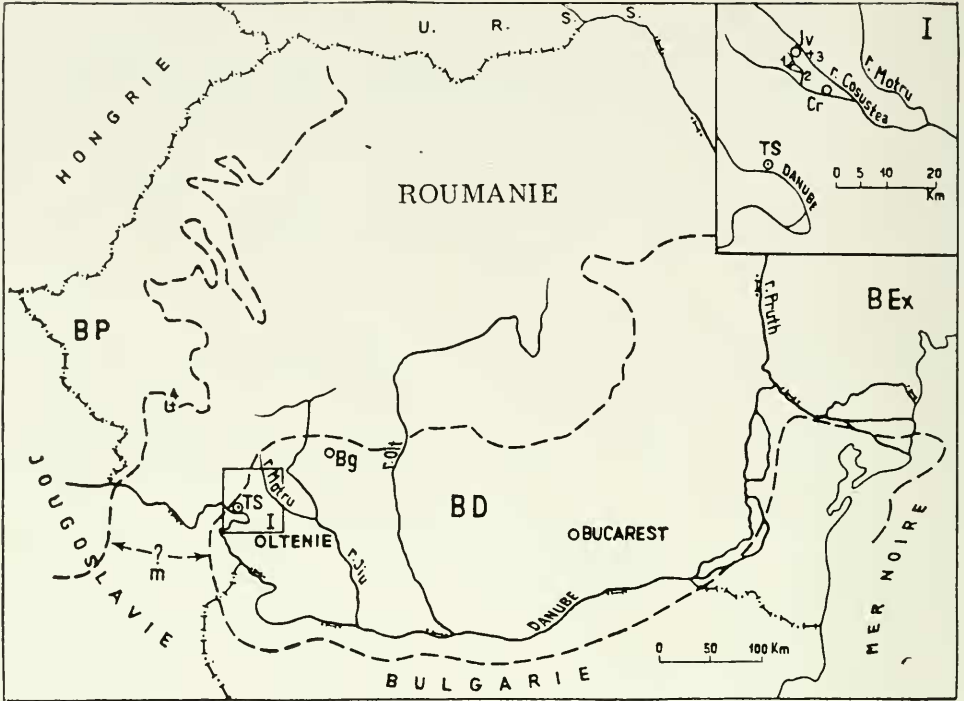 U. R. S. S.
I
HONGRIE
ROUMANIE
Iv
1
3
2
r. Cosustea
r. Motru
Cr
TS
DANUBE
0 5 10 20
Km
BP
r. Pruth
BEx
r. Olt
Bg
r. Motru
TS
I
BD
OLTENIE
BUCAREST
r. Jiu
JOUGOSLAVIE
?
m
DANUBE
MER NOIRE
0 50 100 Km
BULGARIE